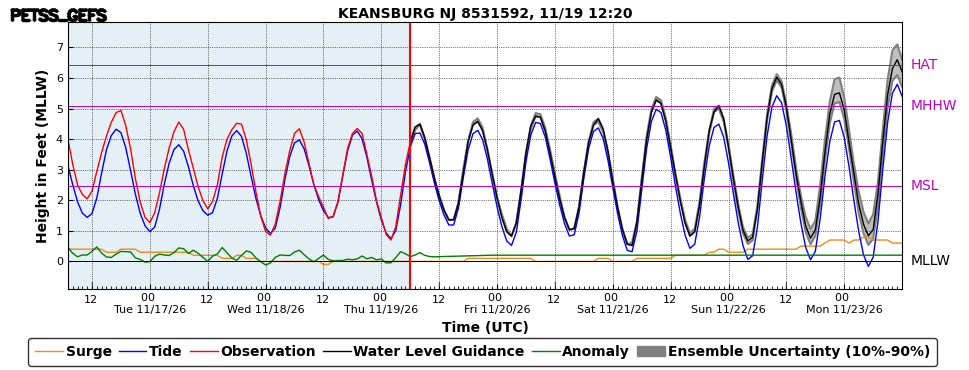 PETSS_GEFS
KEANSBURG NJ 8531592, 11/19 12:20
Height in Feet (MLLW)
7
6
5
4
3
2
1
0
HAT
MHHW
MSL
MLLW
12 00 12 00 12 00 12 00 12 00 12 00 12 00
Tue 11/17/26 Wed 11/18/26 Thu 11/19/26 Fri 11/20/26 Sat 11/21/26 Sun 11/22/26 Mon 11/23/26
Time (UTC)
Surge Tide Observation Water Level Guidance Anomaly Ensemble Uncertainty (10%-90%)